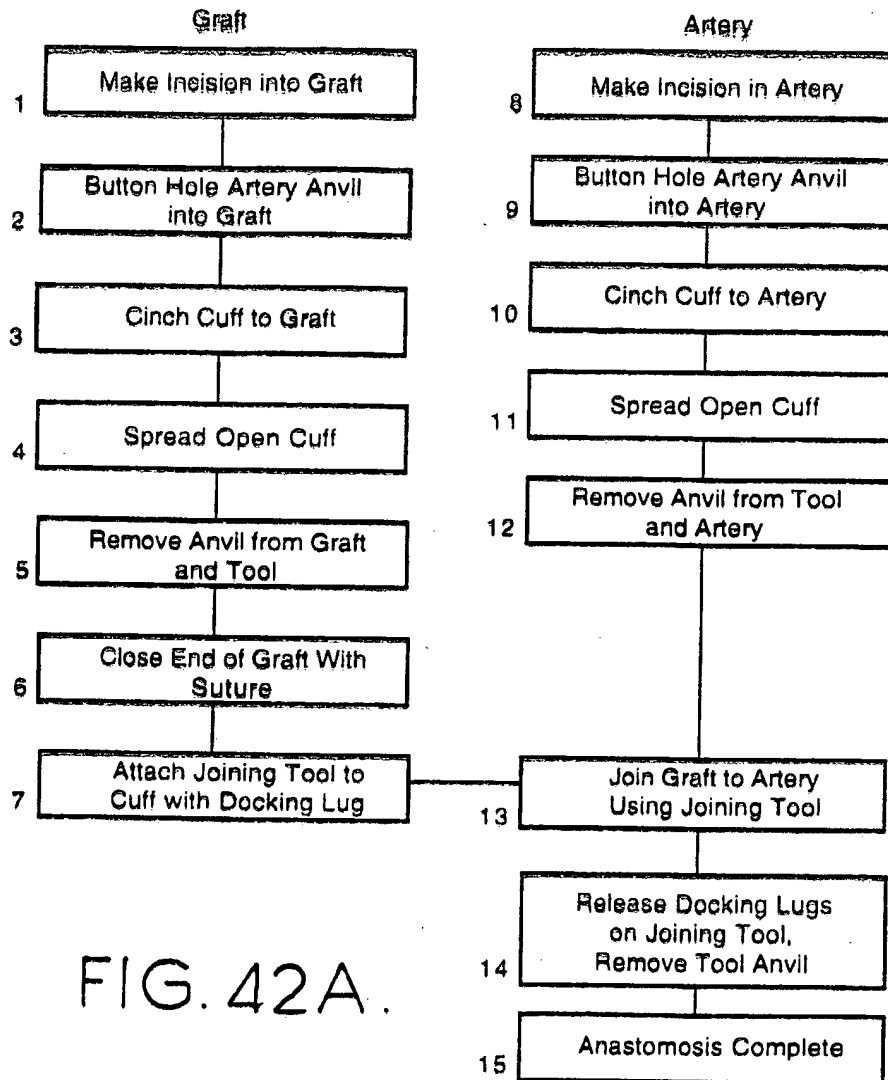 Graft
Make Incision into Graft
1
Button Hole Artery Anvil
into Graft
2
Cinch Cuff to Graft
3
Spread Open Cuff
4
Remove Anvil from Graft
and Tool
5
Close End of Graft With
Suture
6
Attach Joining Tool to
Cuff with Docking Lug
7
Artery
Make Incision in Artery
8
Button Hole Artery Anvil
into Artery
9
Cinch Cuff to Artery
10
Spread Open Cuff
11
Remove Anvil from Tool
and Artery
12
Join Graft to Artery
Using Joining Tool
13
Release Docking Lugs
on Joining Tool,
Remove Tool Anvil
14
Anastomosis Complete
15
FIG. 42A.